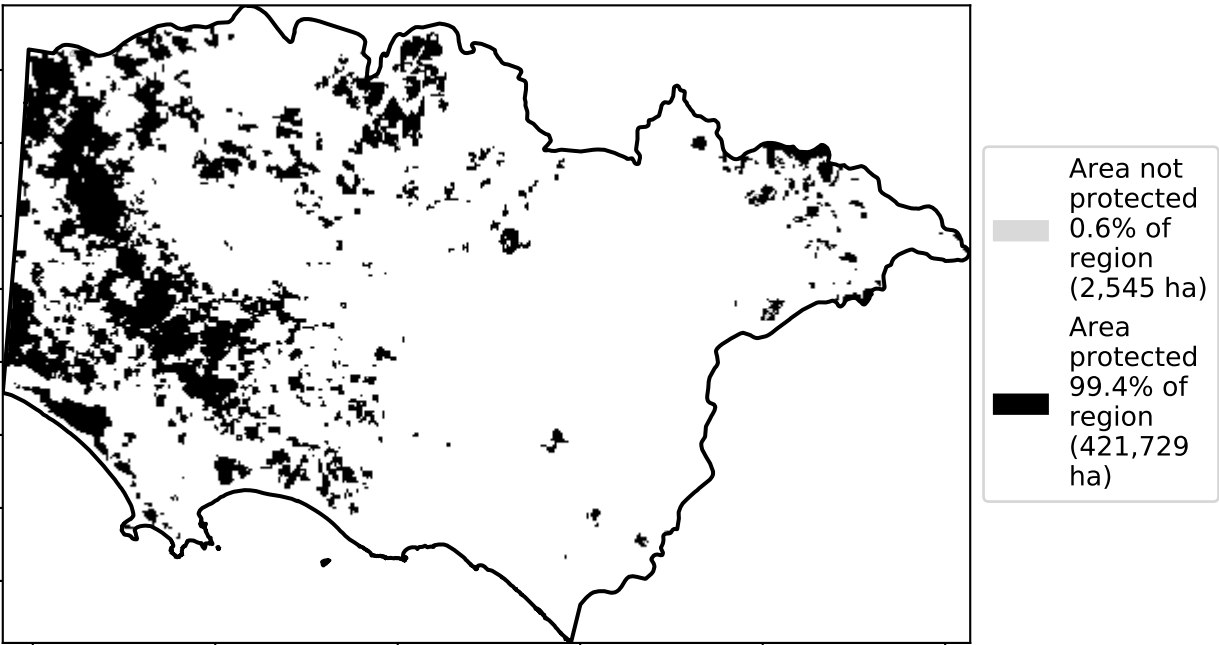 Area not
protected
0.6% of
region
(2,545 ha)
Area
protected
99.4% of
region
(421,729
ha)